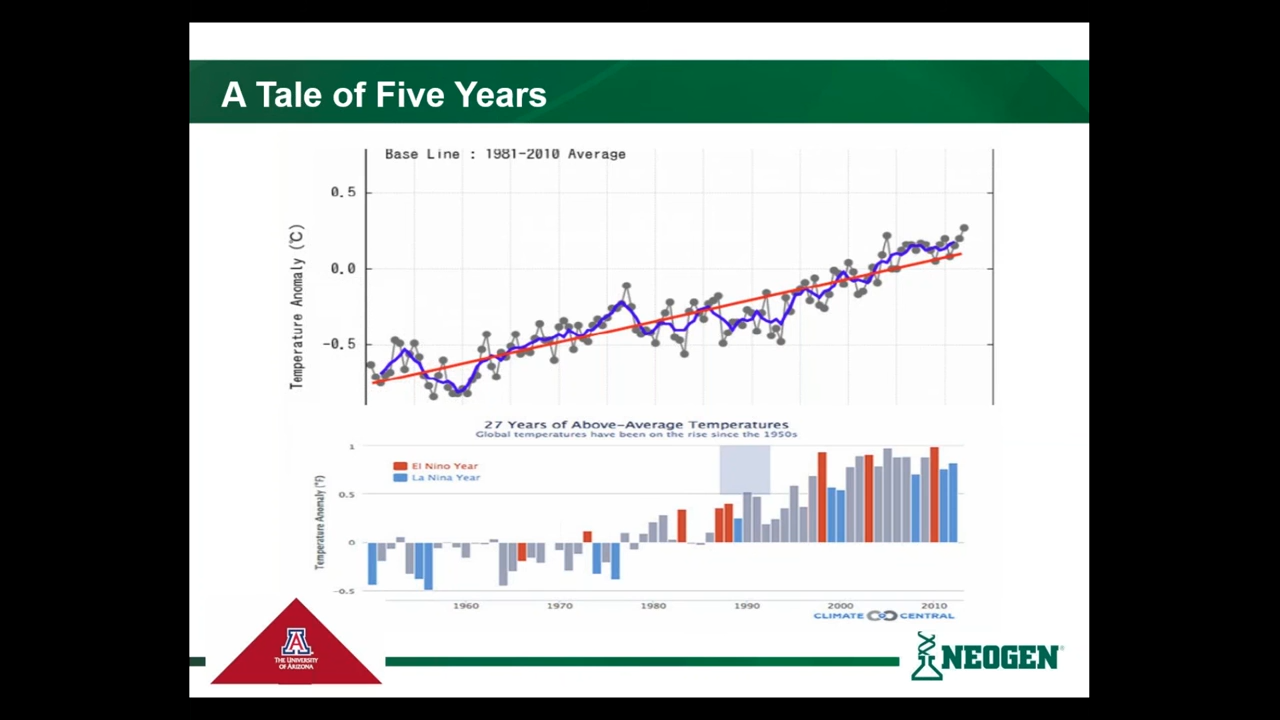 A Tale of Five Years
Base Line : 1981-2010 Average
Temperature Anomaly (℃)
0.5
0.0
-0.5
27 Years of Above-Average Temperatures
Global temperatures have been on the rise since the 1950s
Temperature Anomaly (°F)
1
0.5
0
-0.5
El Nino Year
La Nina Year
1960 1970 1980 1990 2000 2010
CLIMATE CENTRAL
A
THE UNIVERSITY
OF ARIZONA
NEOGEN®